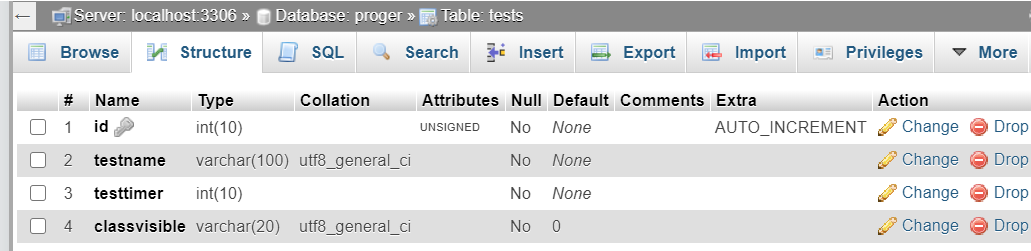 Server: localhost:3306 » Database: proger » Table: tests
Browse Structure SQL Search Insert Export Import Privileges More
# Name Type Collation Attributes Null Default Comments Extra Action
1 id int(10) UNSIGNED No None AUTO_INCREMENT Change Drop
2 testname varchar(100) utf8_general_ci No None Change Drop
3 testtimer int(10) No None Change Drop
4 classvisible varchar(20) utf8_general_ci No 0 Change Drop